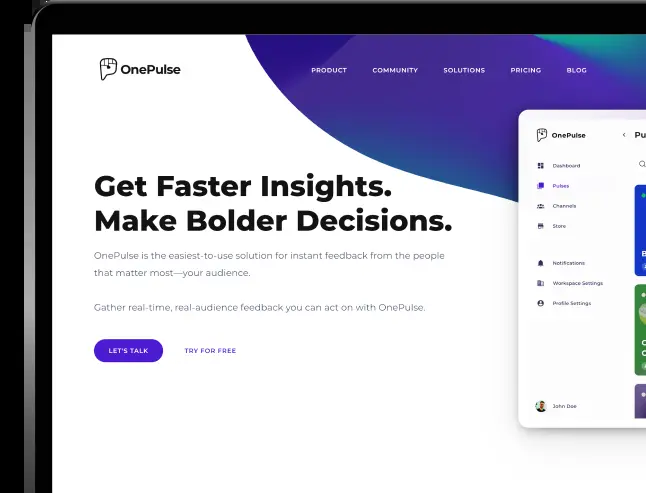 OnePulse
PRODUCT COMMUNITY SOLUTIONS PRICING BLOG
Get Faster Insights.
Make Bolder Decisions.
OnePulse is the easiest-to-use solution for instant feedback from the people
that matter most—your audience.
Gather real-time, real-audience feedback you can act on with OnePulse.
LET'S TALK TRY FOR FREE
OnePulse
Dashboard
Pulses
Channels
Store
Notifications
Workspace Settings
Profile Settings
John Doe